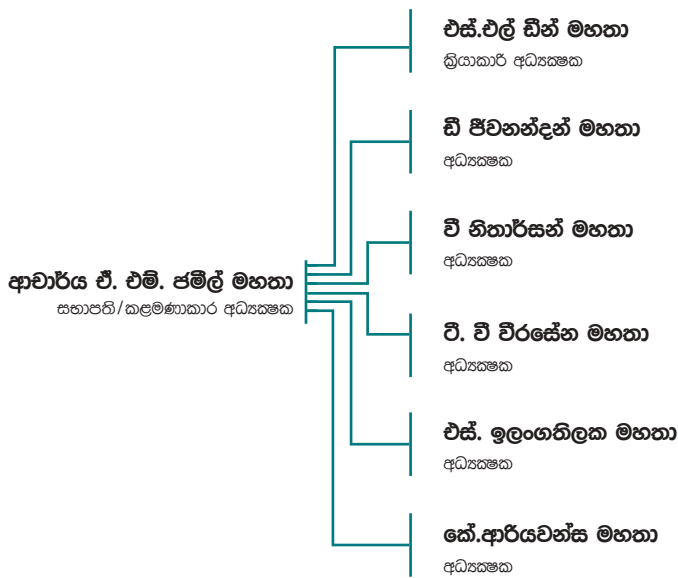 ආචාර්ය ඒ. එම්. ජමීල් මහතා
සභාපති/කළමණාකාර අධ්‍යක්ෂක
එස්.එල් ඩීන් මහතා
ක්‍රියාකාරි අධ්‍යක්ෂක
ඩී ජීවනන්දන් මහතා
අධ්‍යක්ෂක
වී නිතාර්සන් මහතා
අධ්‍යක්ෂක
ටී. වී වීරසේන මහතා
අධ්‍යක්ෂක
එස්. ඉලංගතිලක මහතා
අධ්‍යක්ෂක
කේ.ආරියවන්ස මහතා
අධ්‍යක්ෂක